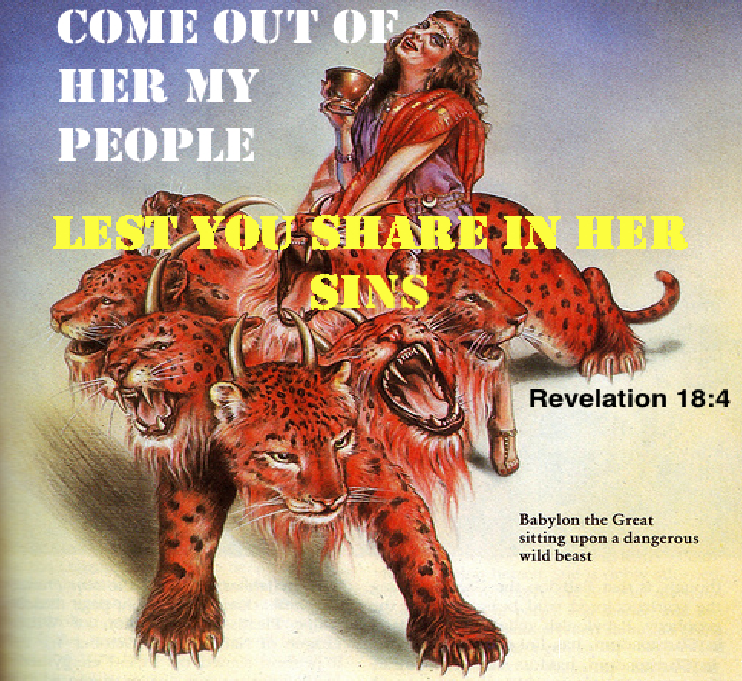 COME OUT OF
HER MY
PEOPLE
LEST YOU SHARE IN HER
SINS
Revelation 18:4
Babylon the Great
sitting upon a dangerous
wild beast